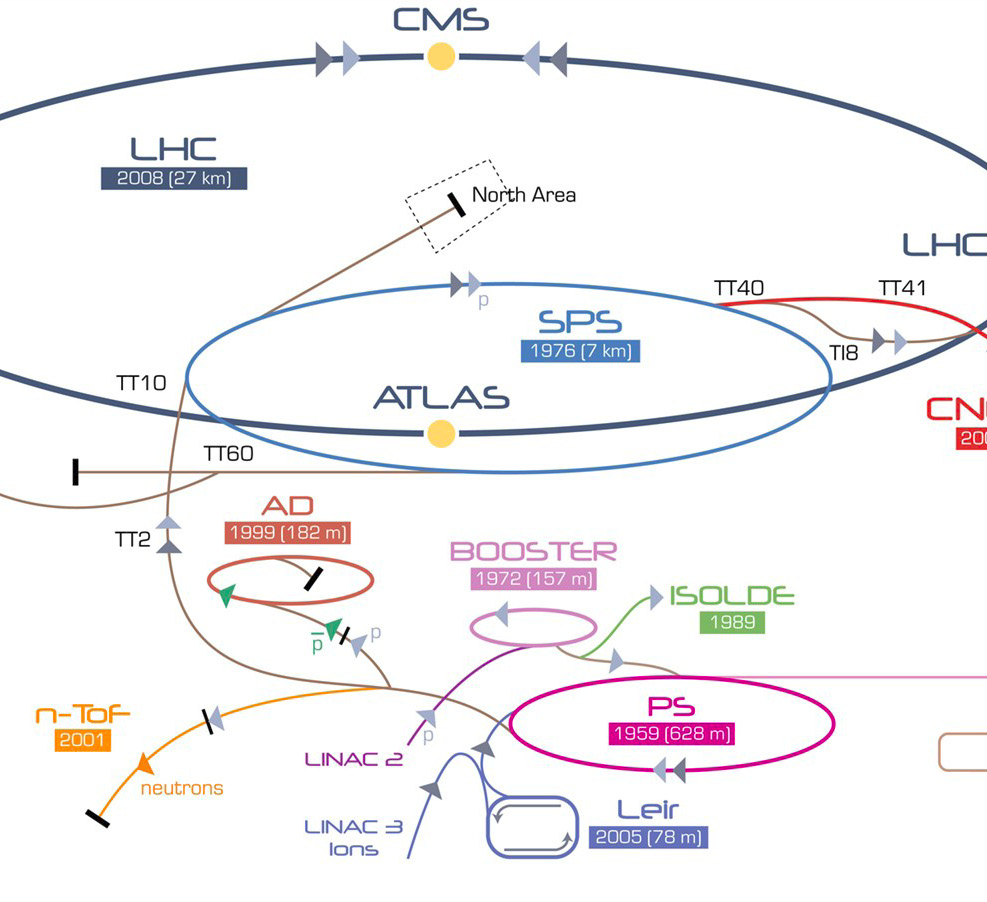 CMS
LHC
2008 (27 km)
North Area
LHC
TT40
TT41
p
SPS
1976 (7 km)
TI8
TT10
ATLAS
TT60
AD
1999 (182 m)
TT2
BOOSTER
1972 (157 m)
ISOLDE
1989
p
p̅
PS
1959 (628 m)
n-ToF
2001
p
LINAC 2
neutrons
Leir
2005 (78 m)
LINAC 3
Ions